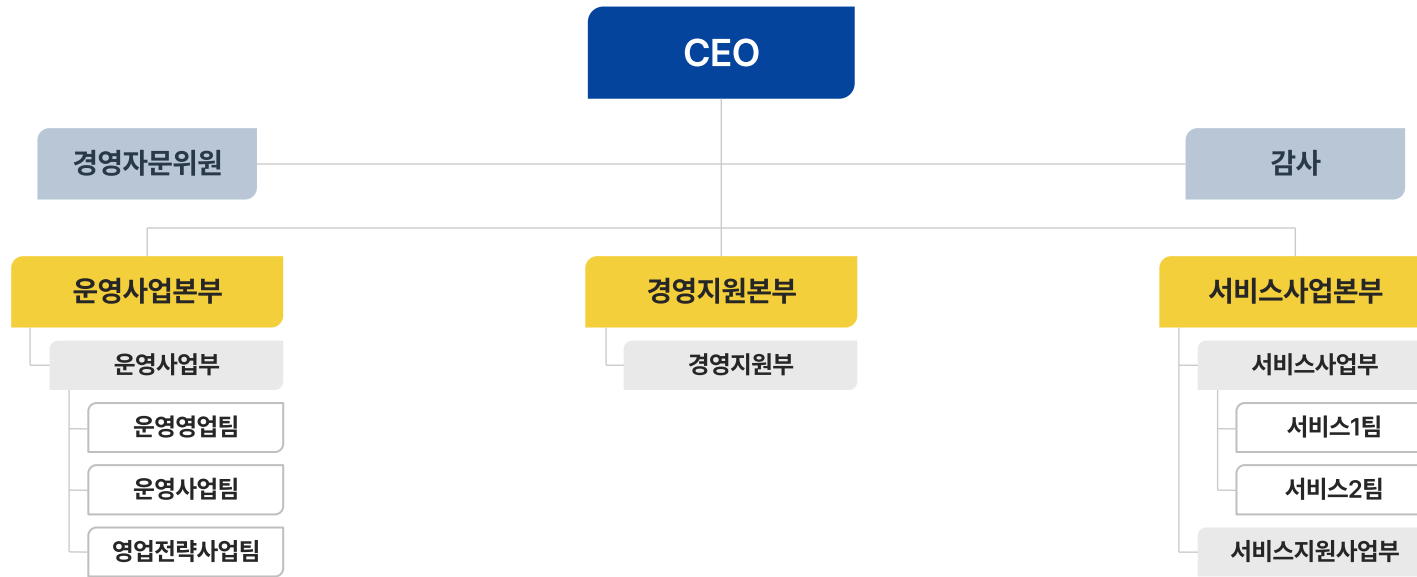 CEO
경영자문위원
감사
운영사업본부
운영사업부
운영영업팀
운영사업팀
영업전략사업팀
경영지원본부
경영지원부
서비스사업본부
서비스사업부
서비스1팀
서비스2팀
서비스지원사업부